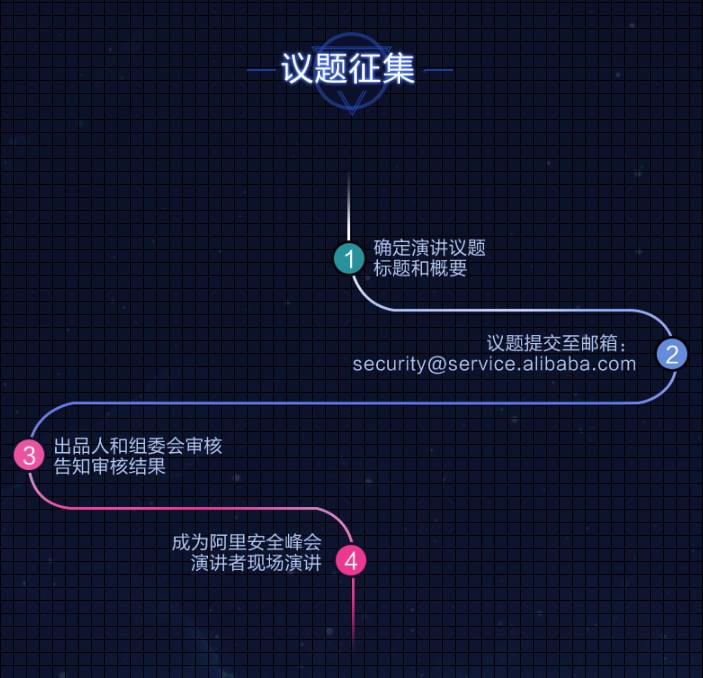 议题征集
1
确定演讲议题
标题和概要
议题提交至邮箱：
security@service.alibaba.com
2
3
出品人和组委会审核
告知审核结果
成为阿里安全峰会
演讲者现场演讲
4